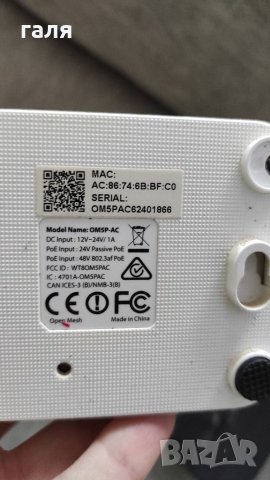 галя
MAC:
AC:86:74:6B:BF:C0
SERIAL:
OM5PAC62401866
Model Name: OM5P-AC
DC Input : 12V~24V/ 1A
PoE Input : 24V Passive PoE
PoE Input : 48V 802.3af PoE
FCC ID : WT8OM5PAC
IC : 4701A-OM5PAC
CAN ICES-3 (B)/NMB-3(B)
CE FC
Open Mesh Made in China
bazar